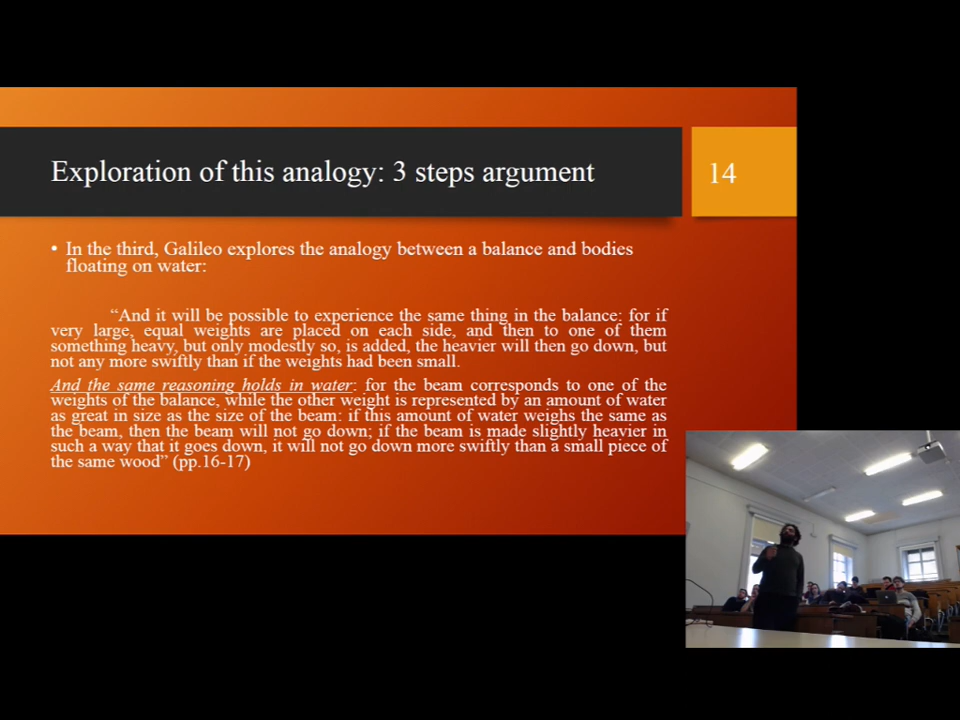 Exploration of this analogy: 3 steps argument
14
• In the third, Galileo explores the analogy between a balance and bodies
floating on water:
“And it will be possible to experience the same thing in the balance: for if
very large, equal weights are placed on each side, and then to one of them
something heavy, but only modestly so, is added, the heavier will then go down, but
not any more swiftly than if the weights had been small.
And the same reasoning holds in water: for the beam corresponds to one of the
weights of the balance, while the other weight is represented by an amount of water
as great in size as the size of the beam: if this amount of water weighs the same as
the beam, then the beam will not go down; if the beam is made slightly heavier in
such a way that it goes down, it will not go down more swiftly than a small piece of
the same wood” (pp.16-17)